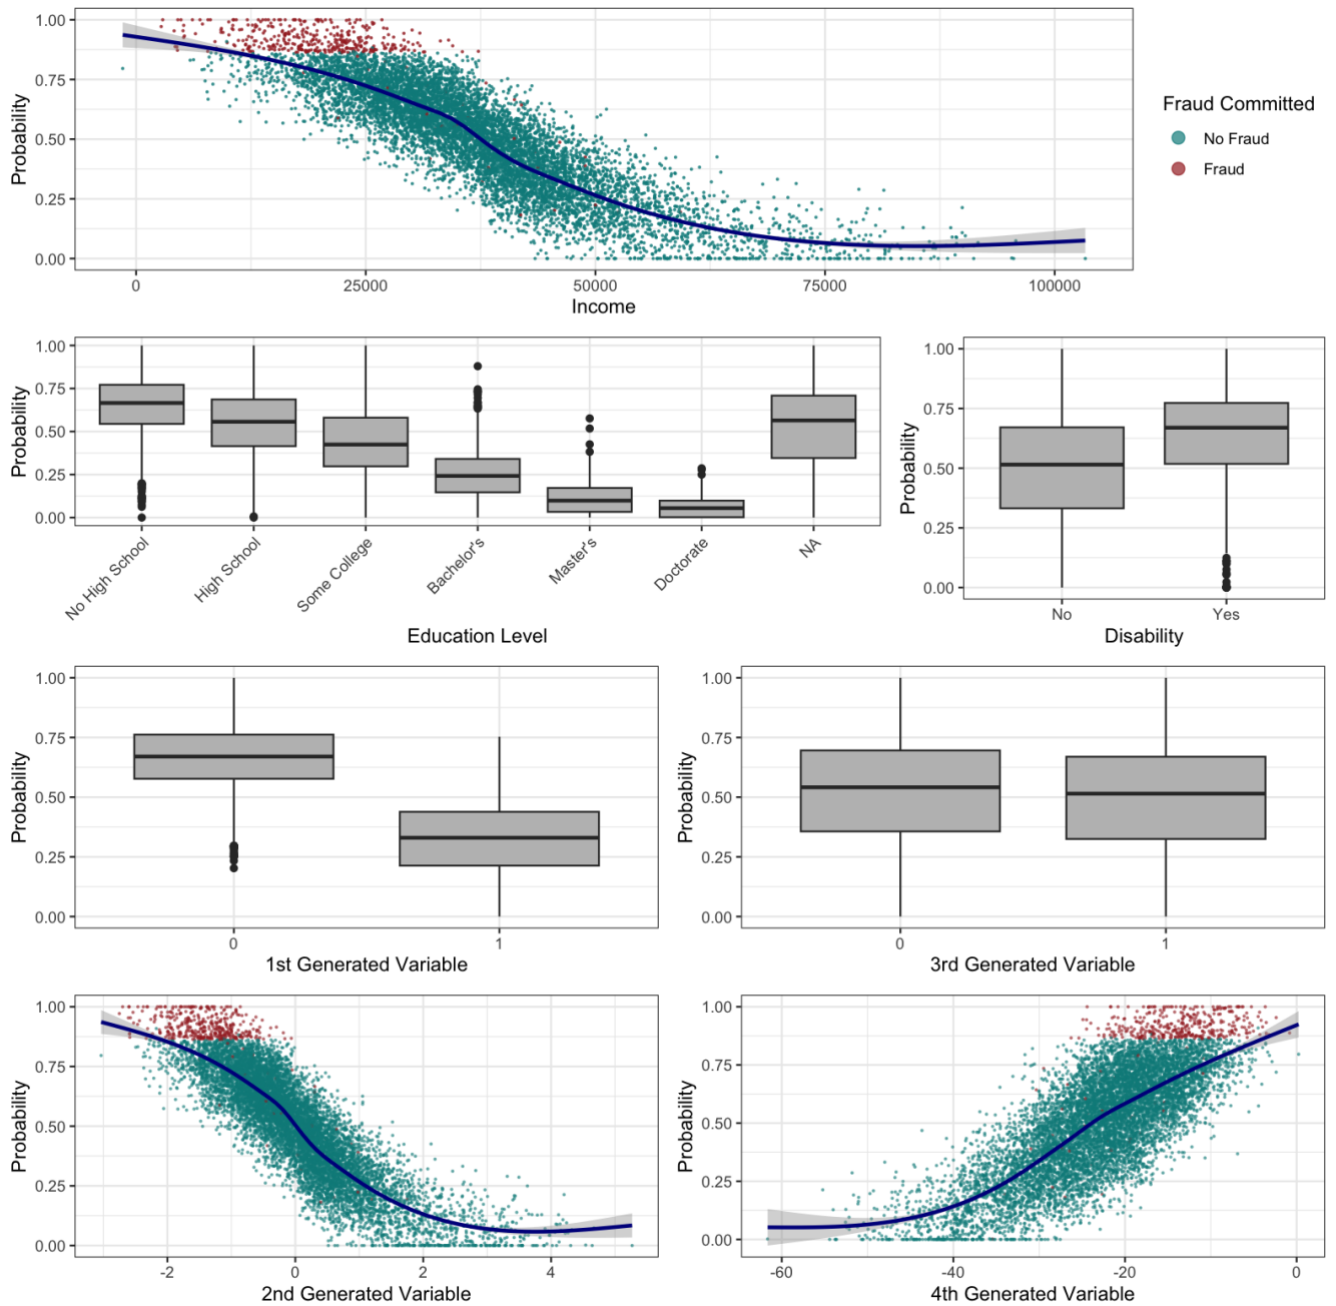 1.00
0.75
0.50
0.25
0.00
Probability
0
25000
50000
75000
100000
Income
Fraud Committed
No Fraud
Fraud
1.00
0.75
0.50
0.25
0.00
Probability
No High School
High School
Some College
Bachelor's
Master's
Doctorate
NA
Education Level
1.00
0.75
0.50
0.25
0.00
Probability
No
Yes
Disability
1.00
0.75
0.50
0.25
0.00
Probability
0
1
1st Generated Variable
1.00
0.75
0.50
0.25
0.00
Probability
0
1
3rd Generated Variable
1.00
0.75
0.50
0.25
0.00
Probability
-2
0
2
4
2nd Generated Variable
1.00
0.75
0.50
0.25
0.00
Probability
-60
-40
-20
0
4th Generated Variable